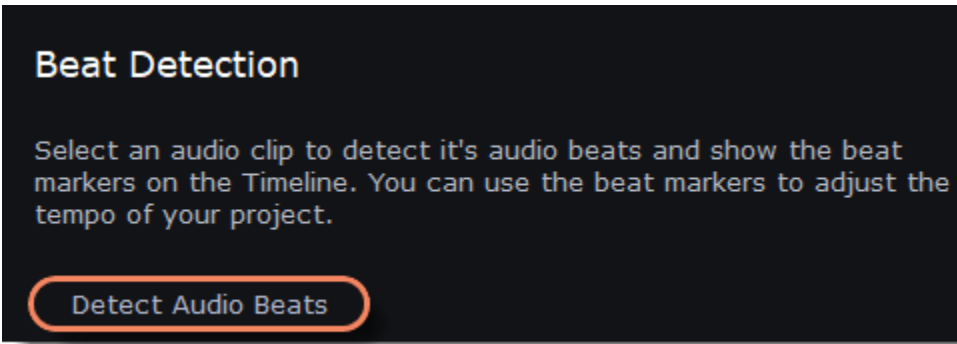 Beat Detection
Select an audio clip to detect it's audio beats and show the beat
markers on the Timeline. You can use the beat markers to adjust the
tempo of your project.
Detect Audio Beats